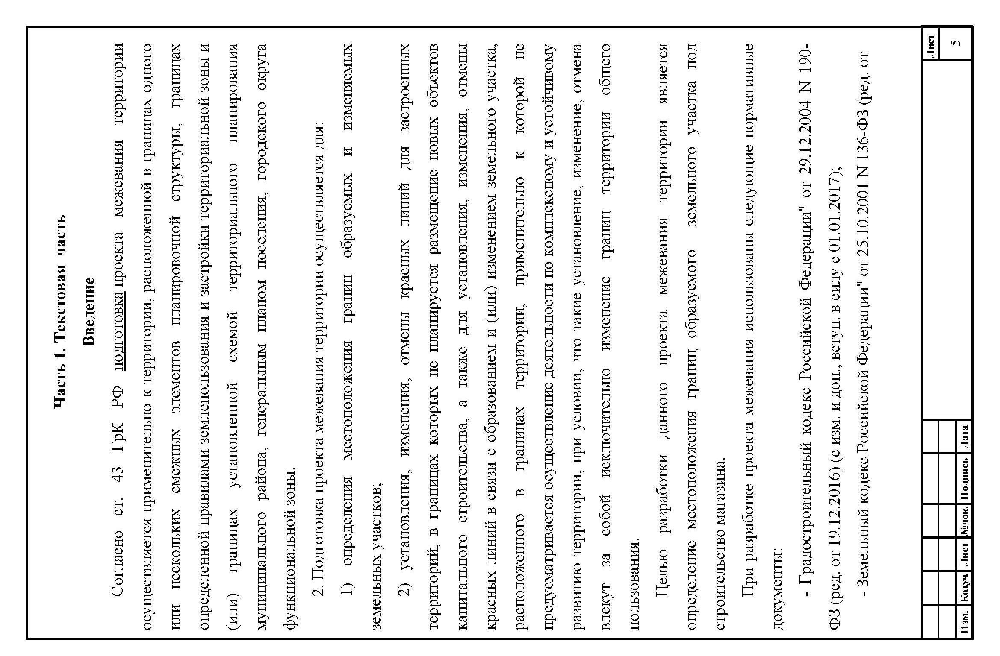 Часть 1. Текстовая часть
Введение
Согласно ст. 43 ГрК РФ подготовка проекта межевания территории
осуществляется применительно к территории, расположенной в границах одного
или нескольких смежных элементов планировочной структуры, границах
определенной правилами землепользования и застройки территориальной зоны и
(или) границах установленной схемой территориального планирования
муниципального района, генеральным планом поселения, городского округа
функциональной зоны.
2. Подготовка проекта межевания территории осуществляется для:
1) определения местоположения границ образуемых и изменяемых
земельных участков;
2) установления, изменения, отмены красных линий для застроенных
территорий, в границах которых не планируется размещение новых объектов
капитального строительства, а также для установления, изменения, отмены
красных линий в связи с образованием и (или) изменением земельного участка,
расположенного в границах территории, применительно к которой не
предусматривается осуществление деятельности по комплексному и устойчивому
развитию территории, при условии, что такие установление, изменение, отмена
влекут за собой исключительно изменение границ территории общего
пользования.
Целью разработки данного проекта межевания территории является
определение местоположения границ образуемого земельного участка под
строительство магазина.
При разработке проекта межевания использованы следующие нормативные
документы:
- Градостроительный кодекс Российской Федерации" от 29.12.2004 N 190-
ФЗ (ред. от 19.12.2016) (с изм. и доп., вступ. в силу с 01.01.2017);
- Земельный кодекс Российской Федерации" от 25.10.2001 N 136-ФЗ (ред. от
Лист
5
Изм. Колуч. Лист №док. Подпись Дата